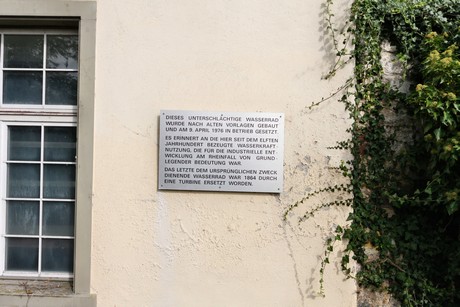 DIESES UNTERSCHLÄCHTIGE WASSERRAD
WURDE NACH ALTEN VORLAGEN GEBAUT
UND AM 9. APRIL 1976 IN BETRIEB GESETZT.
ES ERINNERT AN DIE HIER SEIT DEM ELFTEN
JAHRHUNDERT BEZEUGTE WASSERKRAFT-
NUTZUNG, DIE FÜR DIE INDUSTRIELLE ENT-
WICKLUNG AM RHEINFALL VON GRUND-
LEGENDER BEDEUTUNG WAR.
DAS LETZTE DEM URSPRUNGLICHEN ZWECK
DIENENDE WASSERRAD WAR 1864 DURCH
EINE TURBINE ERSETZT WORDEN.